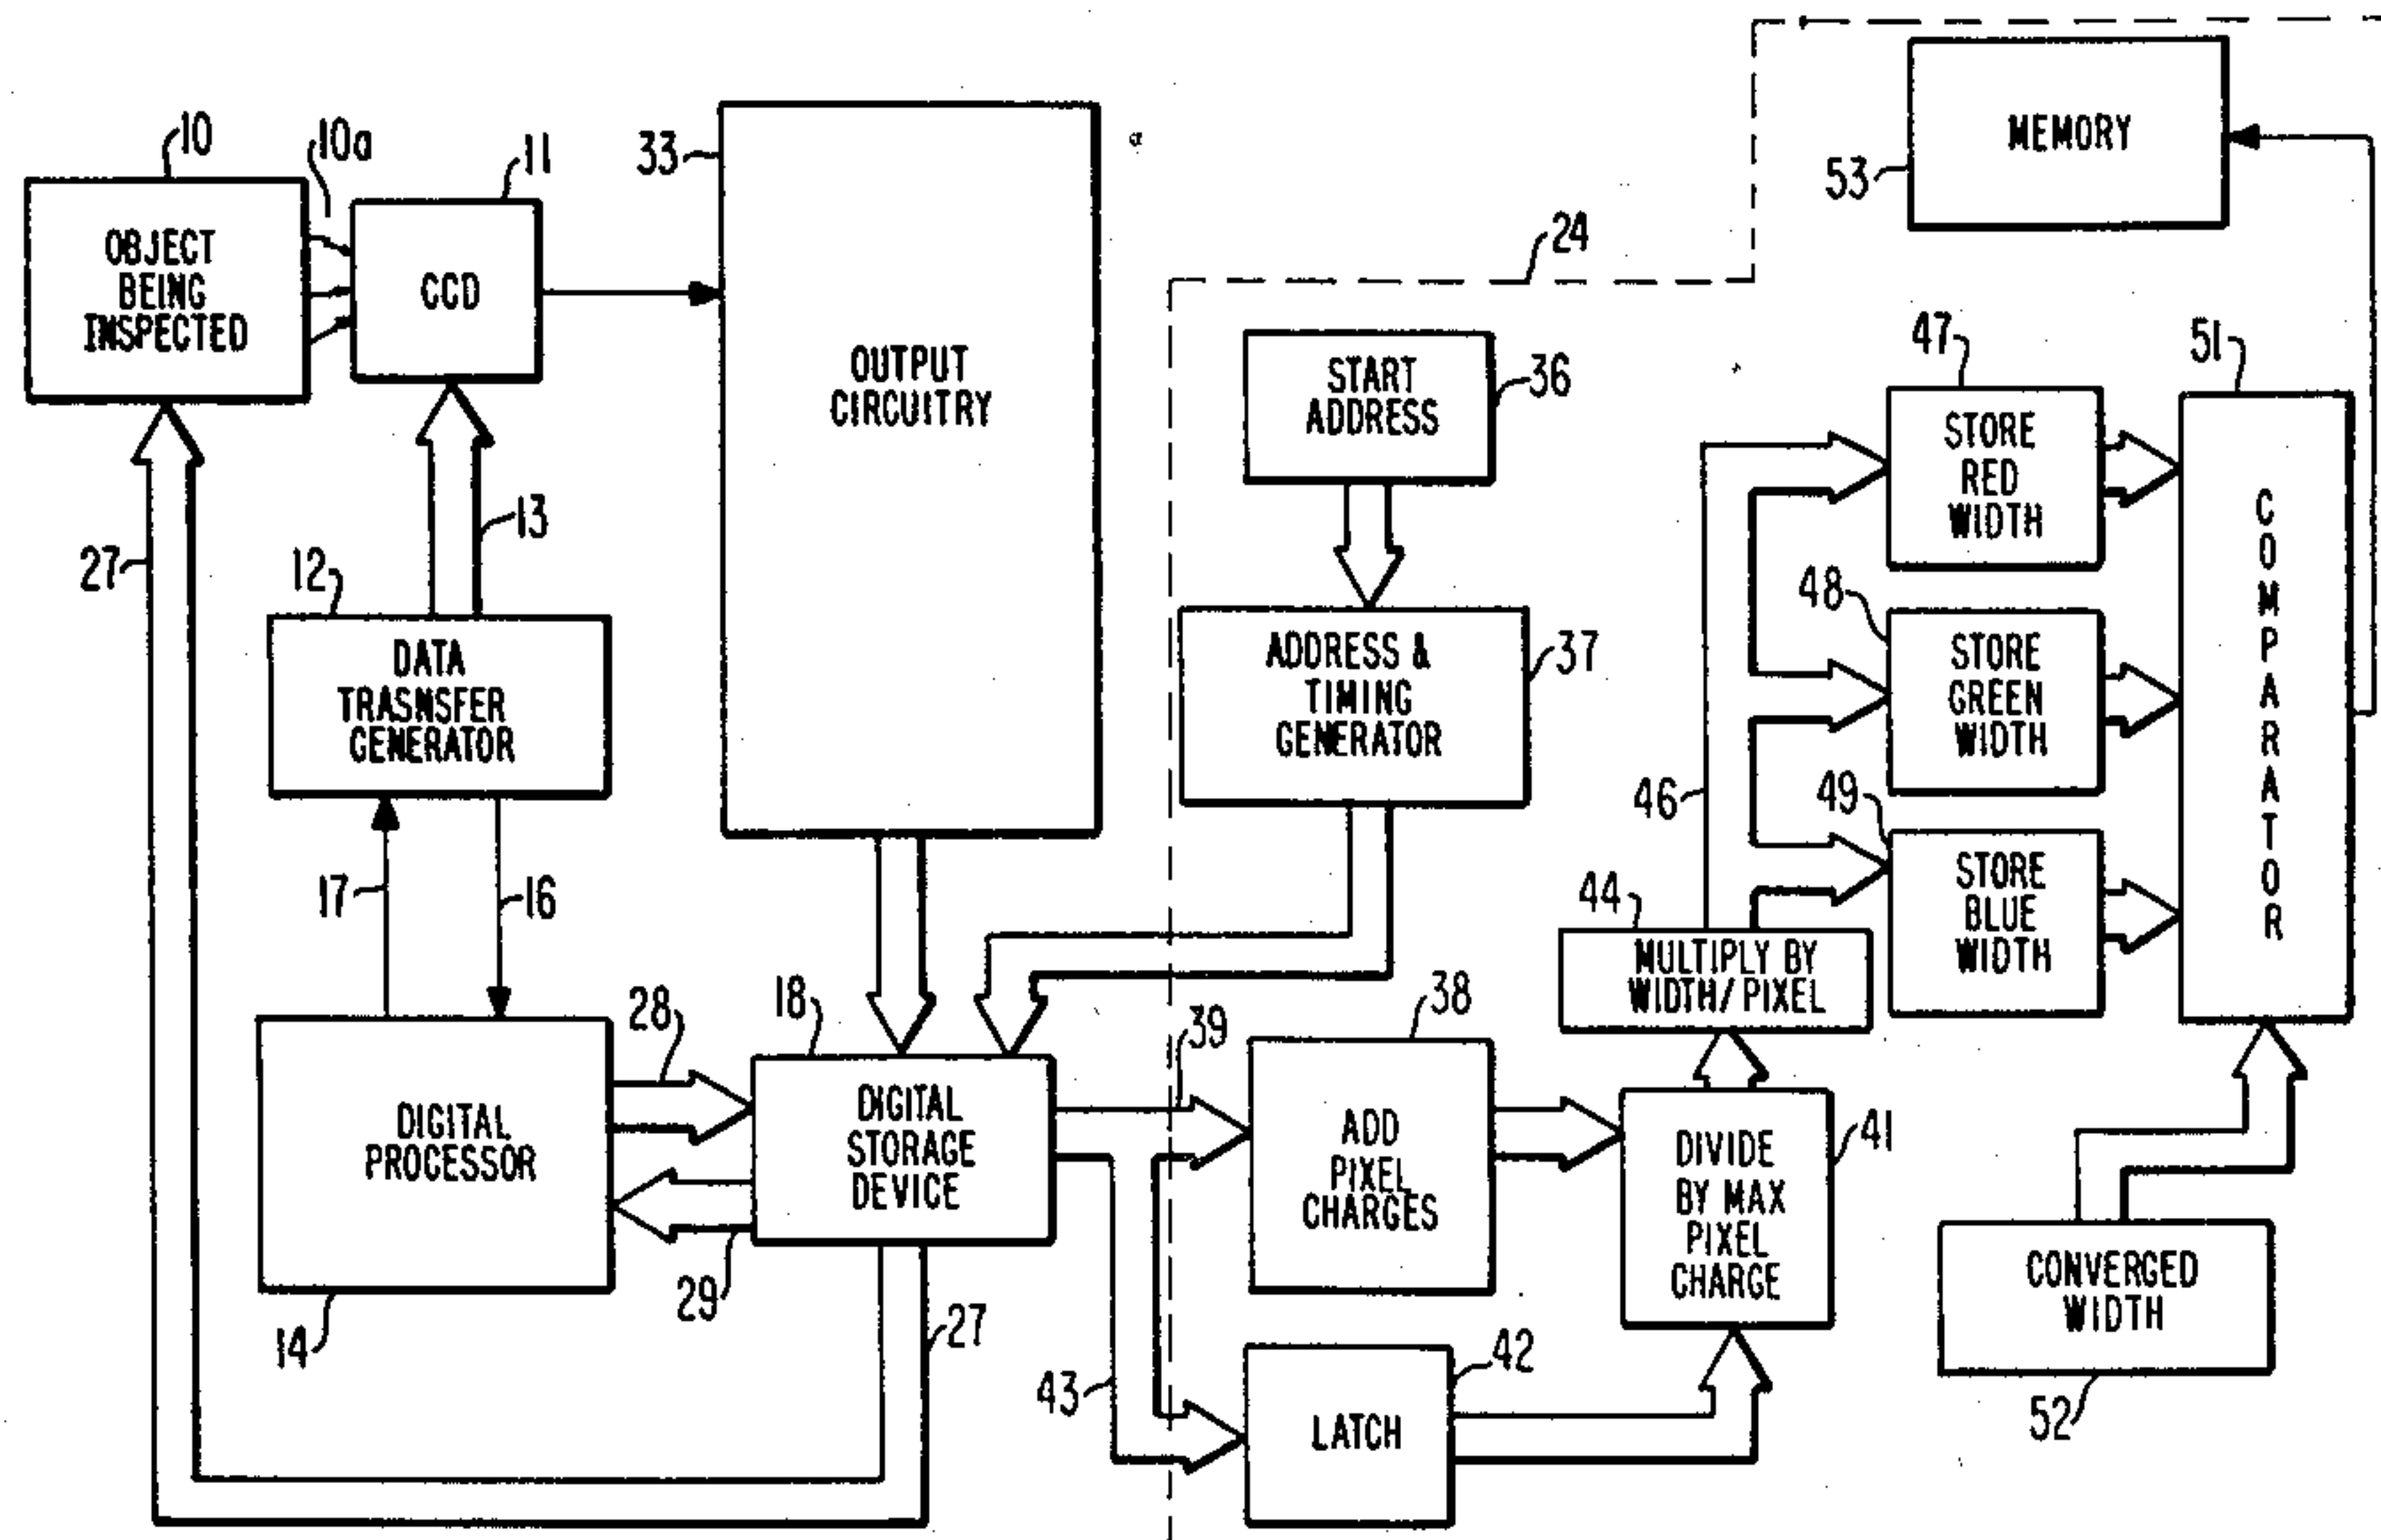 10
10a
11
33
OBJECT
BEING
INSPECTED
CCD
OUTPUT
CIRCUITRY
MEMORY
53
24
START
ADDRESS
36
47
51
STORE
RED
WIDTH
13
27
12
DATA
TRASNSFER
GENERATOR
ADDRESS &
TIMING
GENERATOR
37
48
STORE
GREEN
WIDTH
COMPARATOR
46
49
STORE
BLUE
WIDTH
17
16
44
MULTIPLY BY
WIDTH/PIXEL
28
18
39
38
DIGITAL
PROCESSOR
DIGITAL
STORAGE
DEVICE
ADD
PIXEL
CHARGES
DIVIDE
BY MAX
PIXEL
CHARGE
41
29
27
14
43
42
LATCH
CONVERGED
WIDTH
52